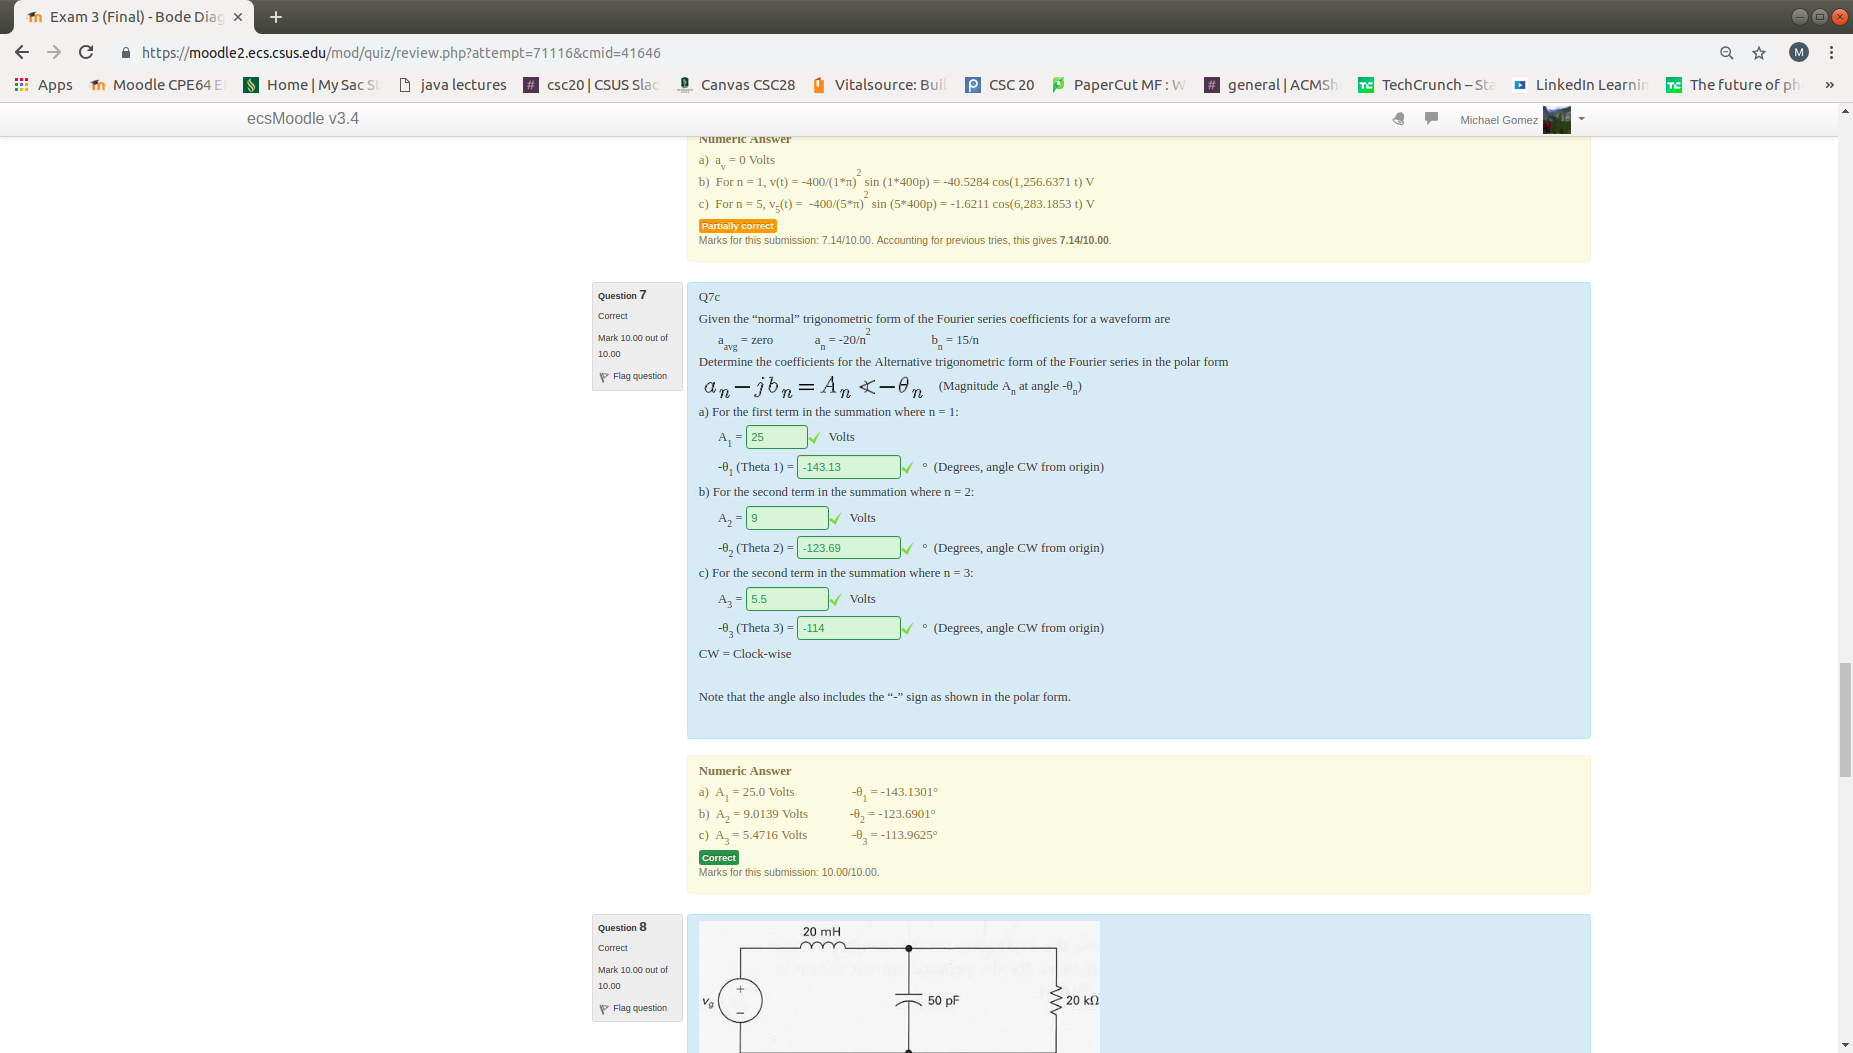 Exam 3 (Final) - Bode Diag
https://moodle2.ecs.csus.edu/mod/quiz/review.php?attempt=71116&cmid=41646
M
Apps Moodle CPE64 E Home | My Sac S java lectures csc20 | CSUS Slac Canvas CSC28 Vitalsource: Bui CSC 20 PaperCut MF : W general | ACMSh TechCrunch – Sta LinkedIn Learnin The future of ph »
ecsMoodle v3.4
Michael Gomez
Numeric Answer
a) a_v = 0 Volts
b) For n = 1, v(t) = -400/(1*π)^2 sin (1*400p) = -40.5284 cos(1,256.6371 t) V
c) For n = 5, v_5(t) = -400/(5*π)^2 sin (5*400p) = -1.6211 cos(6,283.1853 t) V
Partially correct
Marks for this submission: 7.14/10.00. Accounting for previous tries, this gives 7.14/10.00.
Question 7
Correct
Mark 10.00 out of
10.00
Flag question
Q7c
Given the “normal” trigonometric form of the Fourier series coefficients for a waveform are
a_avg = zero a_n = -20/n^2 b_n = 15/n
Determine the coefficients for the Alternative trigonometric form of the Fourier series in the polar form
a_n − j b_n = A_n ∢ −θ_n (Magnitude A_n at angle -θ_n)
a) For the first term in the summation where n = 1:
A_1 = 25 Volts
-θ_1 (Theta 1) = -143.13 ° (Degrees, angle CW from origin)
b) For the second term in the summation where n = 2:
A_2 = 9 Volts
-θ_2 (Theta 2) = -123.69 ° (Degrees, angle CW from origin)
c) For the second term in the summation where n = 3:
A_3 = 5.5 Volts
-θ_3 (Theta 3) = -114 ° (Degrees, angle CW from origin)
CW = Clock-wise
Note that the angle also includes the “-” sign as shown in the polar form.
Numeric Answer
a) A_1 = 25.0 Volts -θ_1 = -143.1301°
b) A_2 = 9.0139 Volts -θ_2 = -123.6901°
c) A_3 = 5.4716 Volts -θ_3 = -113.9625°
Correct
Marks for this submission: 10.00/10.00.
Question 8
Correct
Mark 10.00 out of
10.00
Flag question
20 mH
v_g
+
−
50 pF
20 kΩ